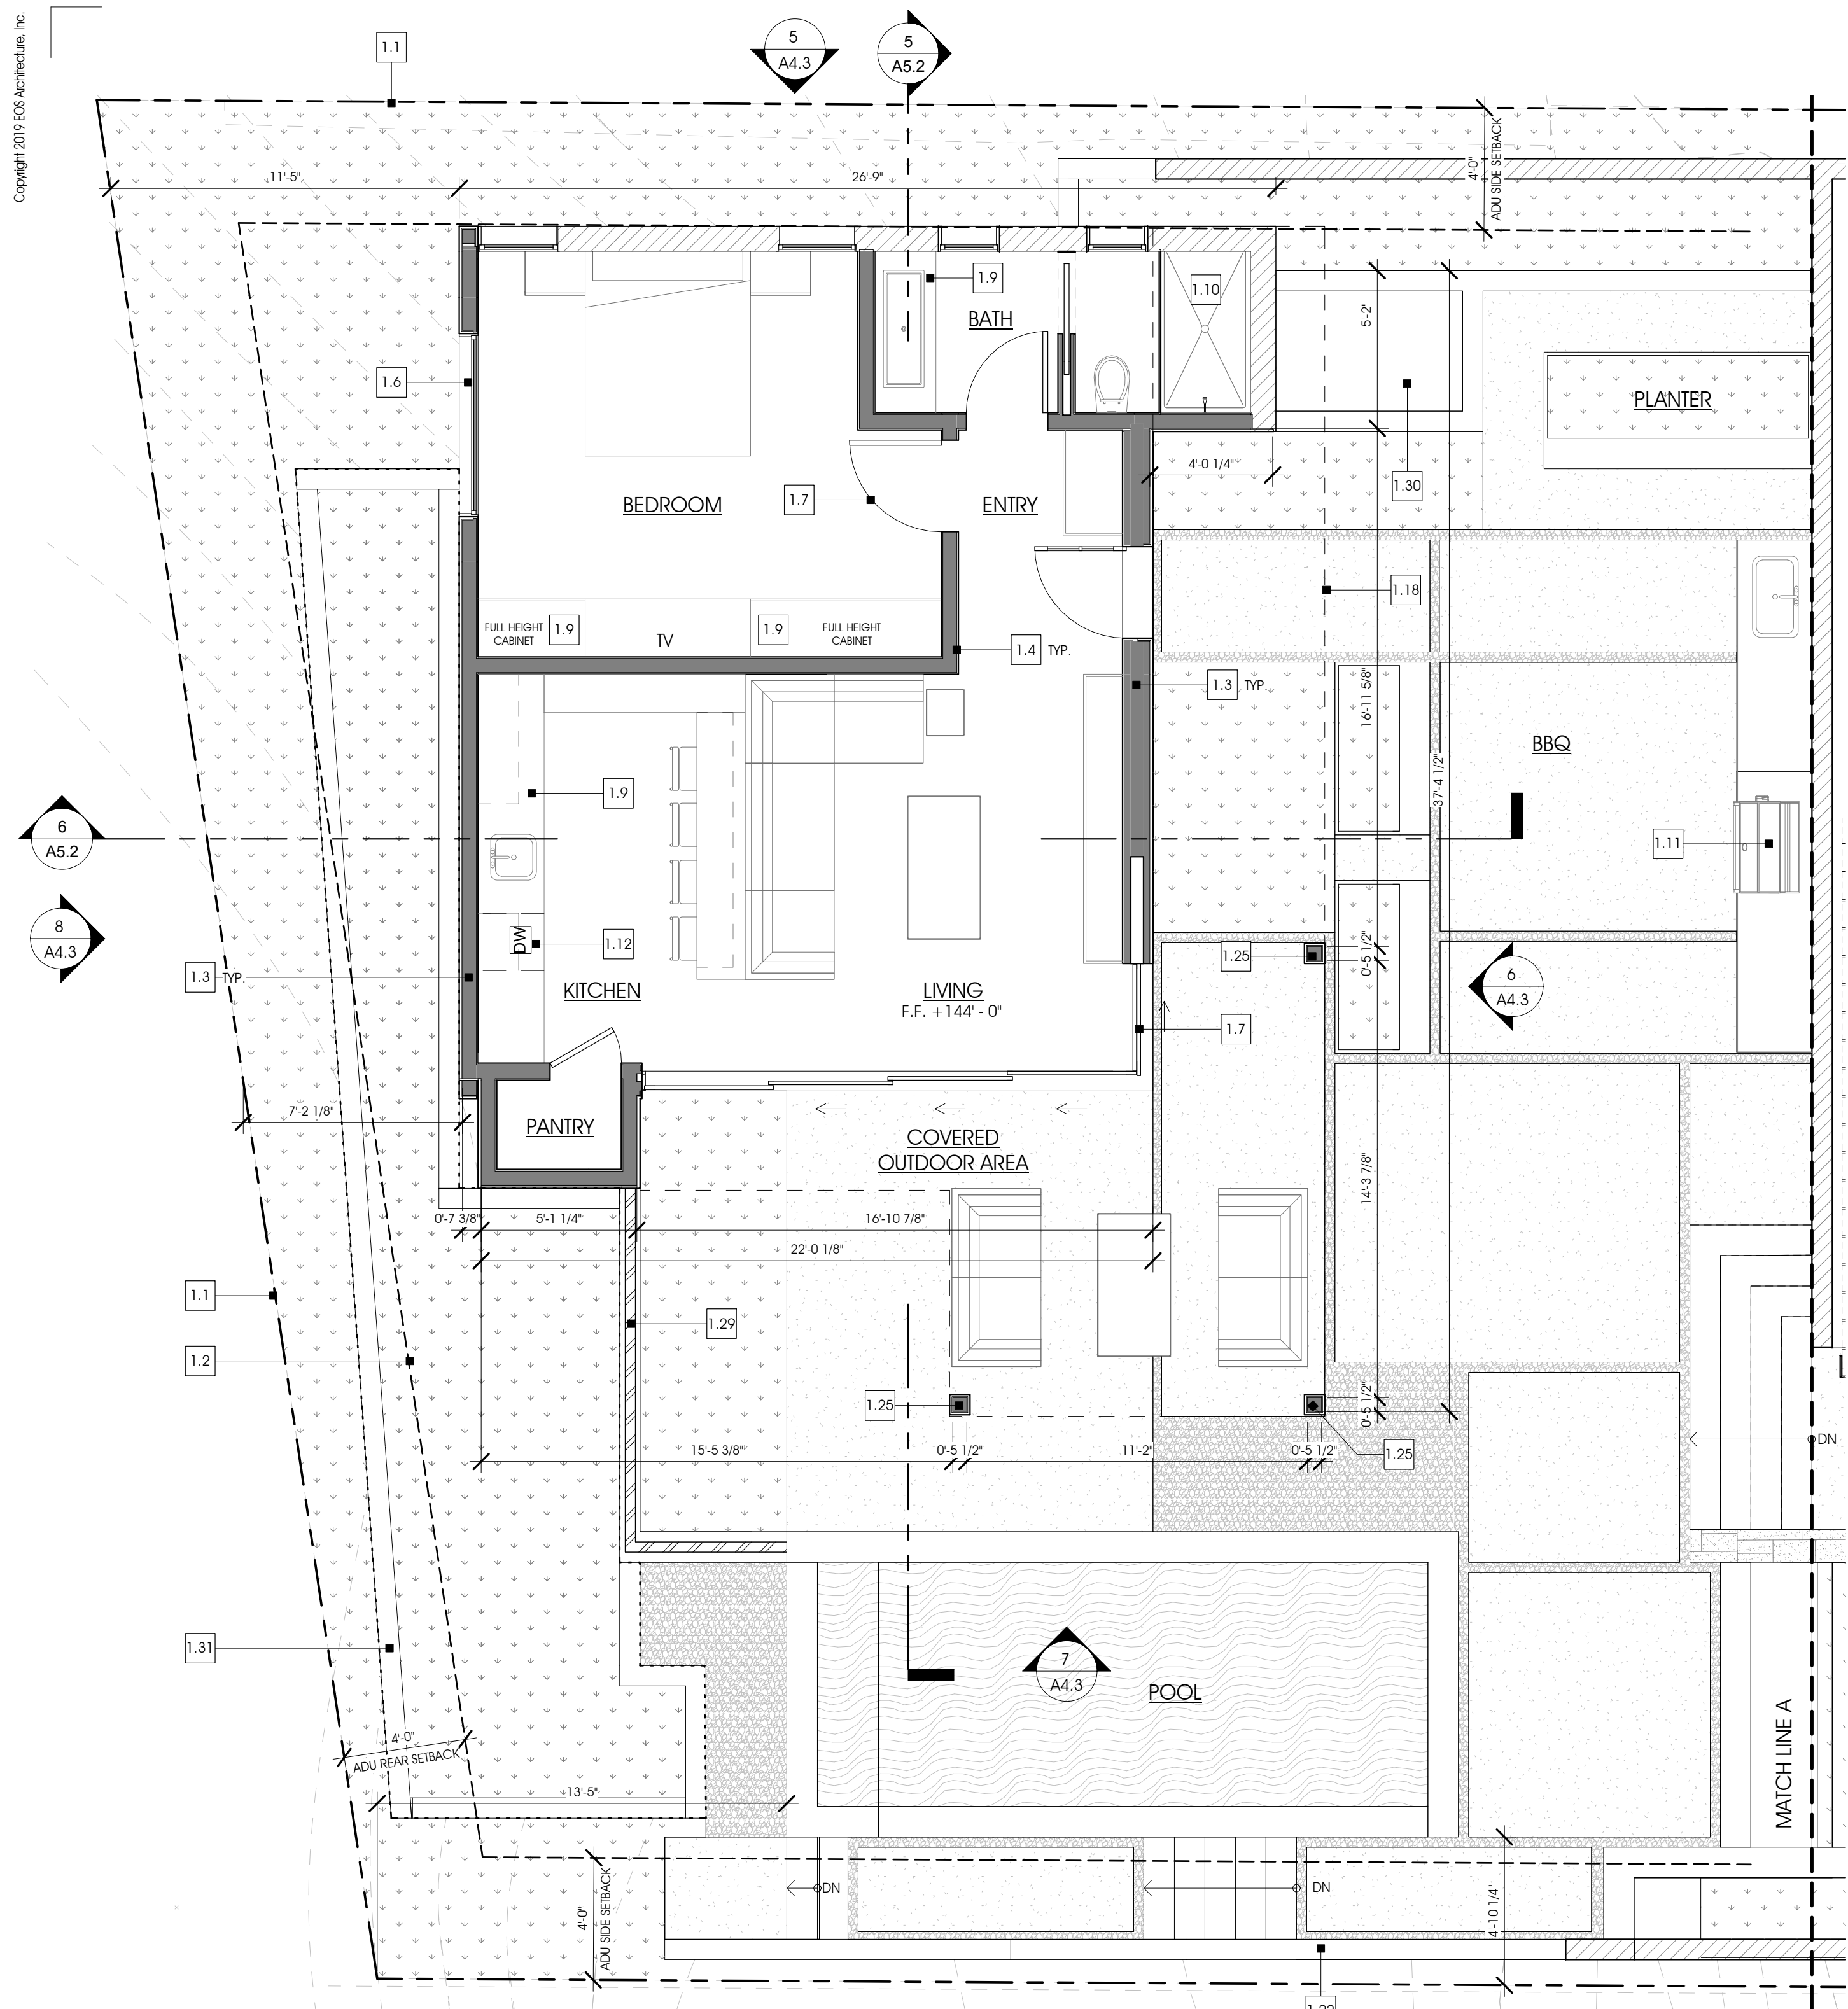 Copyright 2019 EOS Architecture, Inc.
1.1
5
A4.3
5
A5.2
11'-5"
26'-9"
4'-0"
ADU SIDE SETBACK
1.9
BATH
1.10
5'-2"
1.6
PLANTER
4'-0 1/4"
1.30
BEDROOM
1.7
ENTRY
1.18
FULL HEIGHT
CABINET
1.9
TV
1.9
FULL HEIGHT
CABINET
1.4 TYP.
1.3 TYP.
16'-11 5/8"
BBQ
37'-4 1/2"
1.9
6
A5.2
1.11
8
A4.3
DW
1.12
1.25
0'-5 1/2"
1.3 TYP.
KITCHEN
LIVING
F.F. +144' - 0"
6
A4.3
1.7
7'-2 1/8"
PANTRY
COVERED
OUTDOOR AREA
14'-3 7/8"
0'-7 3/8"
5'-1 1/4"
16'-10 7/8"
22'-0 1/8"
1.1
1.29
1.2
1.25
0'-5 1/2"
15'-5 3/8"
0'-5 1/2"
11'-2"
0'-5 1/2"
1.25
DN
1.31
7
A4.3
POOL
4'-0"
ADU REAR SETBACK
MATCH LINE A
13'-5"
DN
DN
4'-0"
ADU SIDE SETBACK
4'-10 1/4"